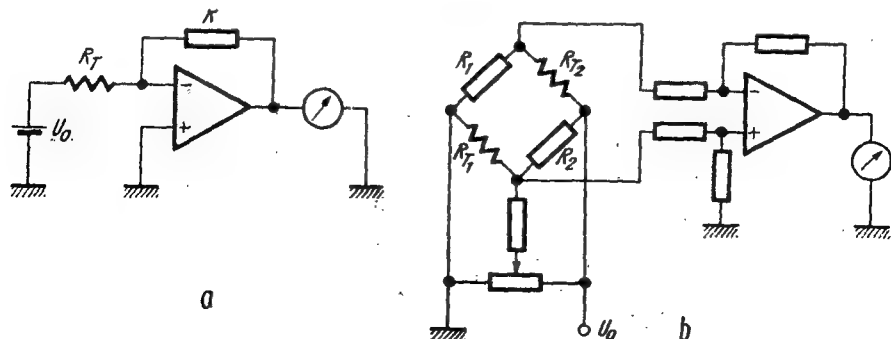 K
R_T
−
+
U_0
a
R_1
R_T2
R_T1
R_2
−
+
U_0
b